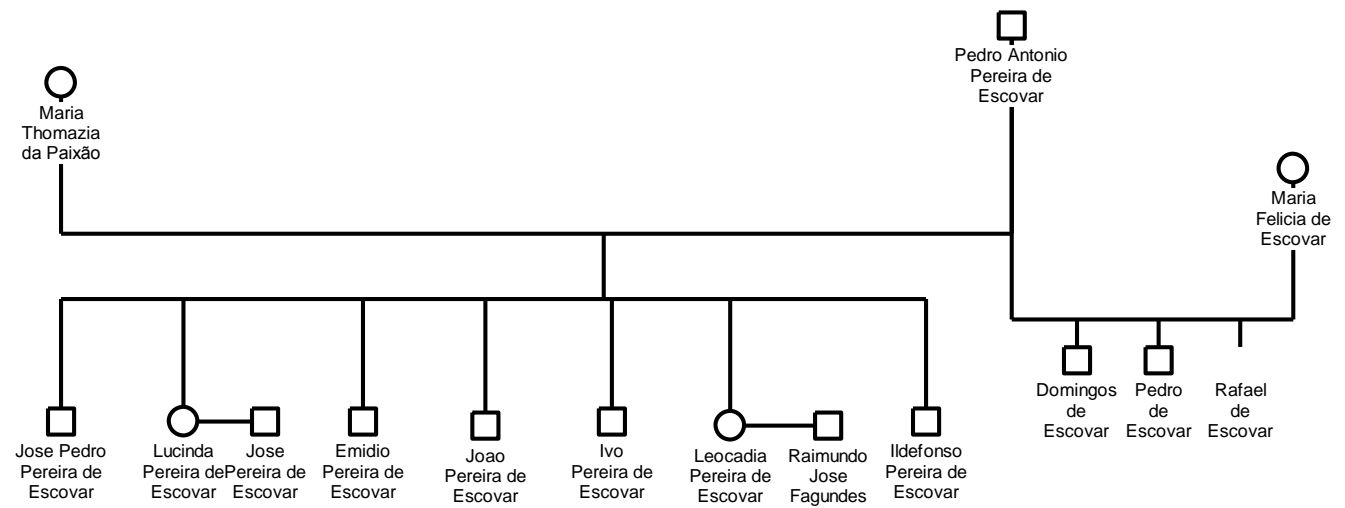 Pedro Antonio
Pereira de
Escovar
Maria
Thomazia
da Paixão
Maria
Felicia de
Escovar
Domingos
de
Escovar
Pedro
de
Escovar
Rafael
de
Escovar
Jose Pedro
Pereira de
Escovar
Lucinda
Pereira de
Escovar
Jose
Pereira de
Escovar
Emidio
Pereira de
Escovar
Joao
Pereira de
Escovar
Ivo
Pereira de
Escovar
Leocadia
Pereira de
Escovar
Raimundo
Jose
Fagundes
Ildefonso
Pereira de
Escovar